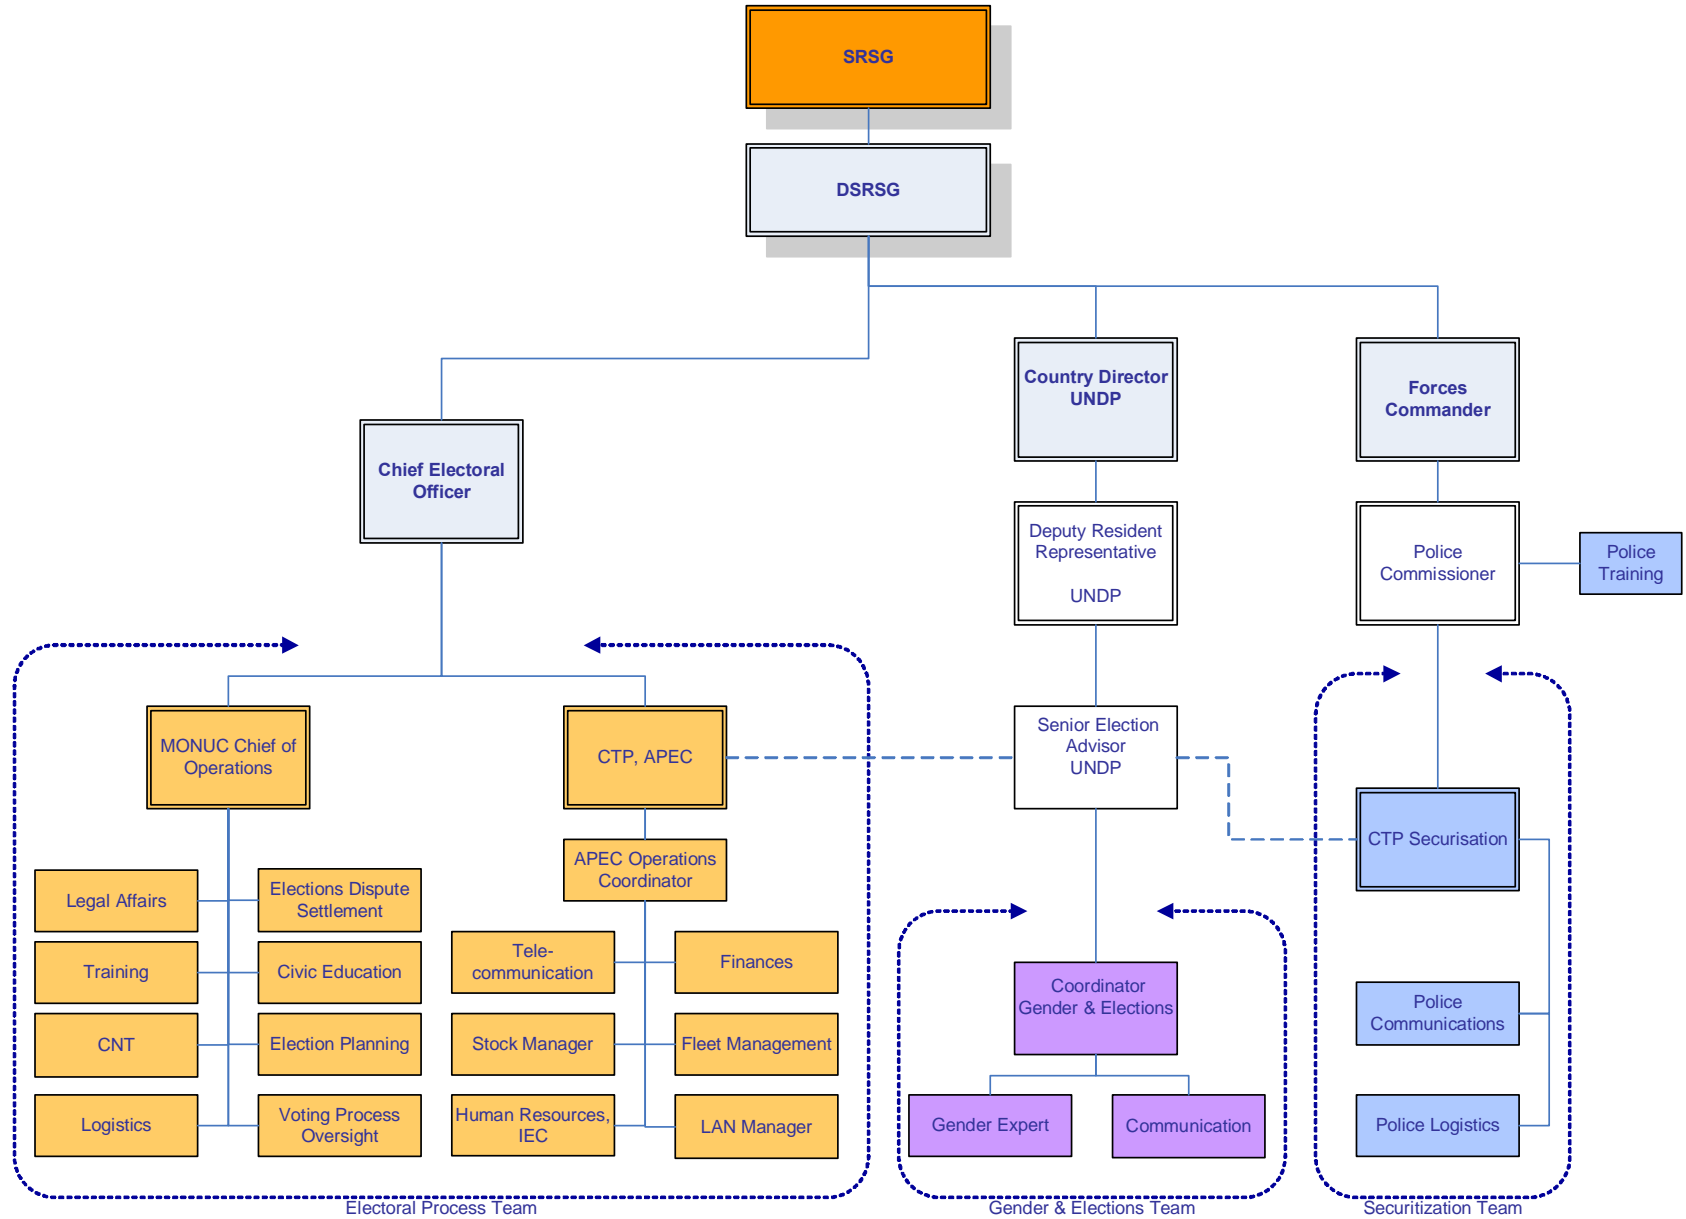 SRSG
DSRSG
Country Director
UNDP
Forces
Commander
Chief Electoral
Officer
Deputy Resident
Representative
UNDP
Police
Commissioner
Police
Training
MONUC Chief of
Operations
CTP, APEC
Senior Election
Advisor
UNDP
CTP Securisation
APEC Operations
Coordinator
Legal Affairs
Elections Dispute
Settlement
Training
Civic Education
CNT
Election Planning
Logistics
Voting Process
Oversight
Tele-
communication
Finances
Stock Manager
Fleet Management
Human Resources,
IEC
LAN Manager
Coordinator
Gender & Elections
Gender Expert
Communication
Police
Communications
Police Logistics
Electoral Process Team
Gender & Elections Team
Securitization Team